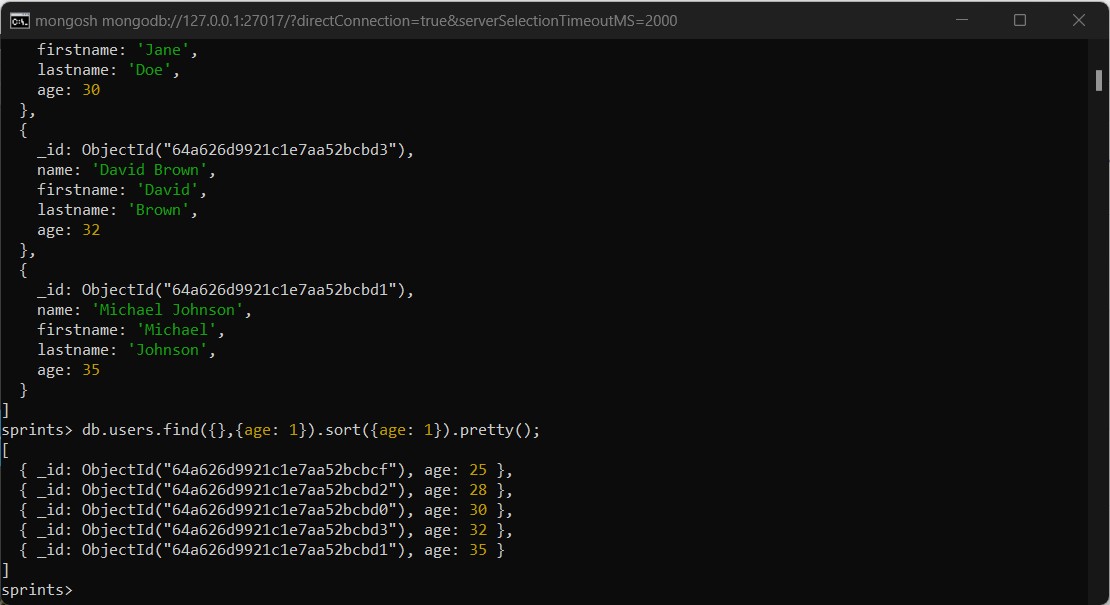 mongosh mongodb://127.0.0.1:27017/?directConnection=true&serverSelectionTimeoutMS=2000
    firstname: 'Jane',
    lastname: 'Doe',
    age: 30
  },
  {
    _id: ObjectId("64a626d9921c1e7aa52bcbd3"),
    name: 'David Brown',
    firstname: 'David',
    lastname: 'Brown',
    age: 32
  },
  {
    _id: ObjectId("64a626d9921c1e7aa52bcbd1"),
    name: 'Michael Johnson',
    firstname: 'Michael',
    lastname: 'Johnson',
    age: 35
  }
]
sprints> db.users.find({},{age: 1}).sort({age: 1}).pretty();
[
  { _id: ObjectId("64a626d9921c1e7aa52bcbcf"), age: 25 },
  { _id: ObjectId("64a626d9921c1e7aa52bcbd2"), age: 28 },
  { _id: ObjectId("64a626d9921c1e7aa52bcbd0"), age: 30 },
  { _id: ObjectId("64a626d9921c1e7aa52bcbd3"), age: 32 },
  { _id: ObjectId("64a626d9921c1e7aa52bcbd1"), age: 35 }
]
sprints>